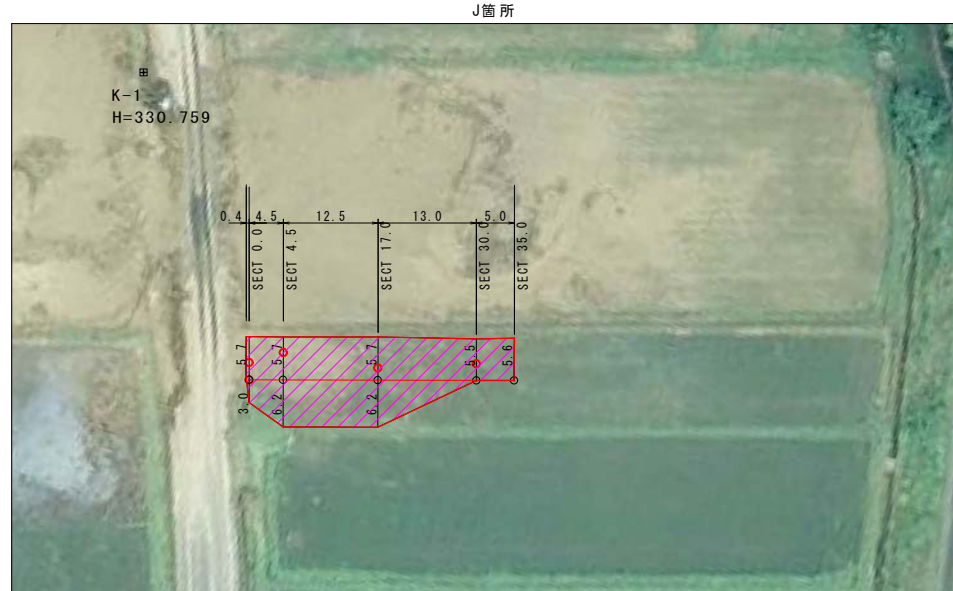 J箇所
K-1
H=330.759
0.4 4.5 12.5 13.0 5.0
SECT 0.0
SECT 4.5
SECT 17.0
SECT 30.0
SECT 35.0
5.7 5.7 5.7 5.5 5.6
3.0 6.2 6.2